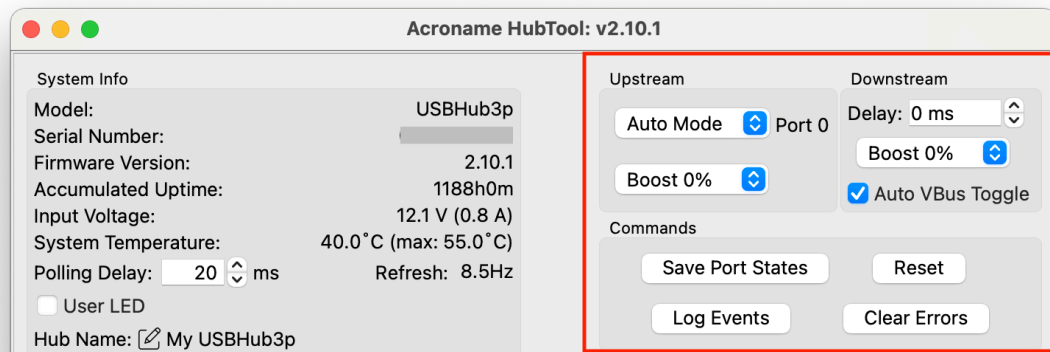 Acroname HubTool: v2.10.1
System Info
Model: USBHub3p
Serial Number:
Firmware Version: 2.10.1
Accumulated Uptime: 1188h0m
Input Voltage: 12.1 V (0.8 A)
System Temperature: 40.0˚C (max: 55.0˚C)
Polling Delay: 20 ms Refresh: 8.5Hz
User LED
Hub Name: My USBHub3p
Upstream
Auto Mode Port 0
Boost 0%
Downstream
Delay: 0 ms
Boost 0%
Auto VBus Toggle
Commands
Save Port States Reset
Log Events Clear Errors